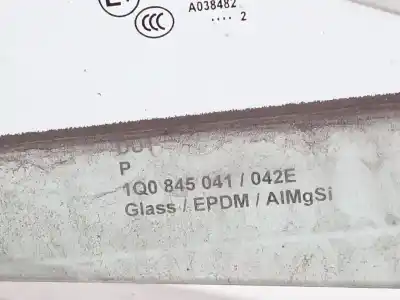 A038482
.... 2
P
1Q0 845 041 / 042E
Glass / EPDM / AlMgSi